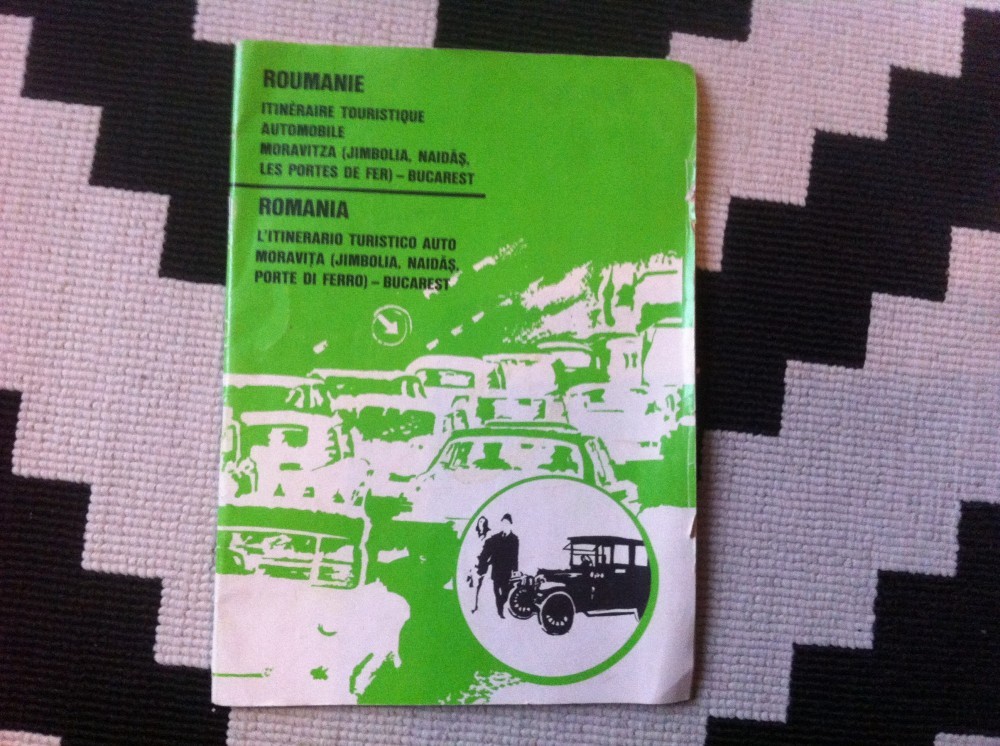 ROUMANIE
ITINÉRAIRE TOURISTIQUE
AUTOMOBILE
MORAVITZA (JIMBOLIA, NAIDĂŞ,
LES PORTES DE FER) – BUCAREST
ROMANIA
L'ITINERARIO TURISTICO AUTO
MORAVIŢA (JIMBOLIA, NAIDĂŞ,
PORTE DI FERRO) – BUCAREST